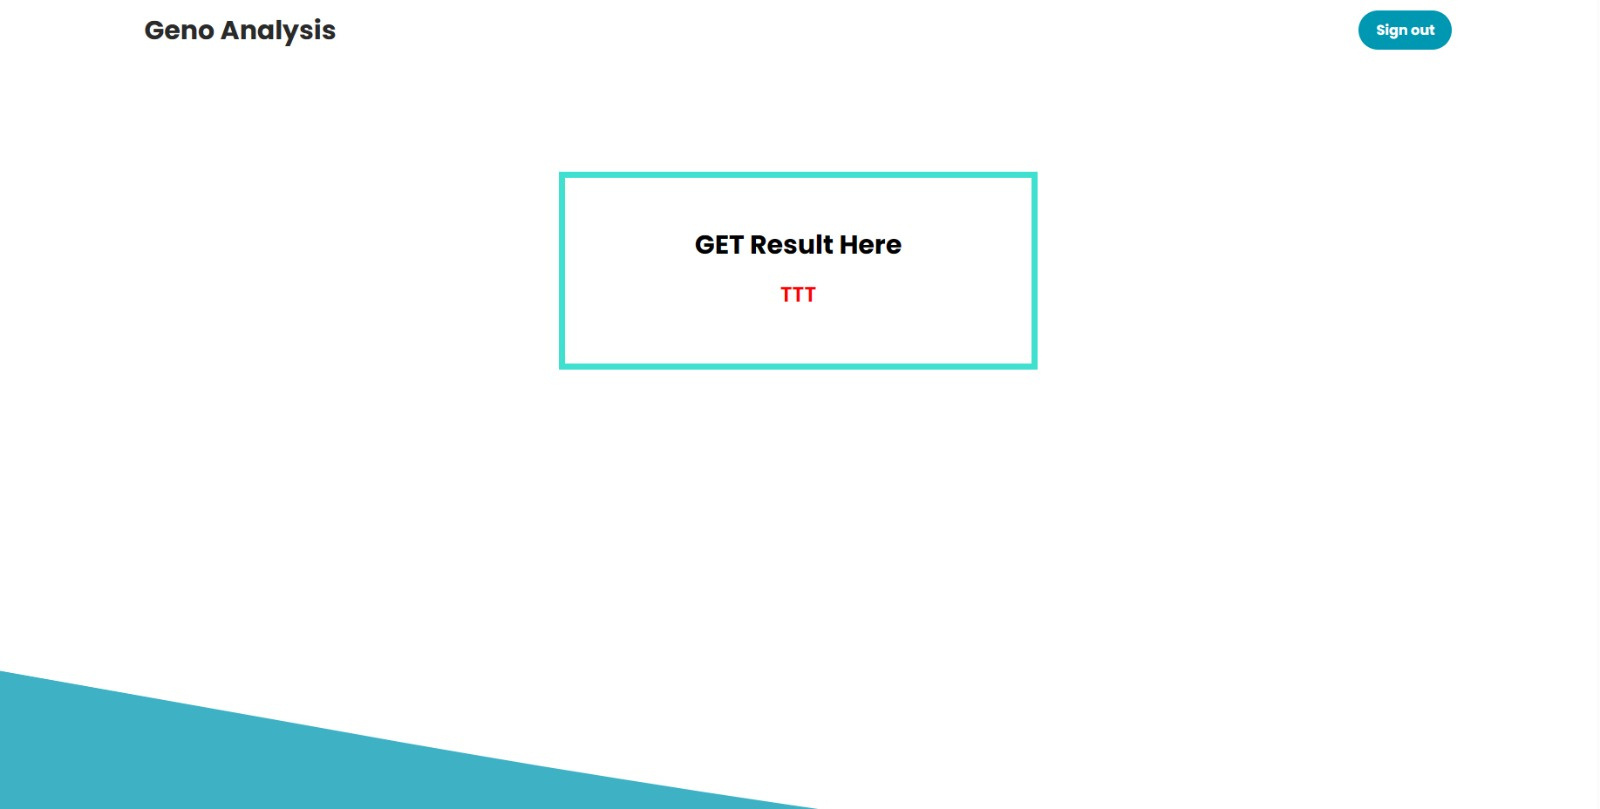 Geno Analysis
Sign out
GET Result Here
TTT